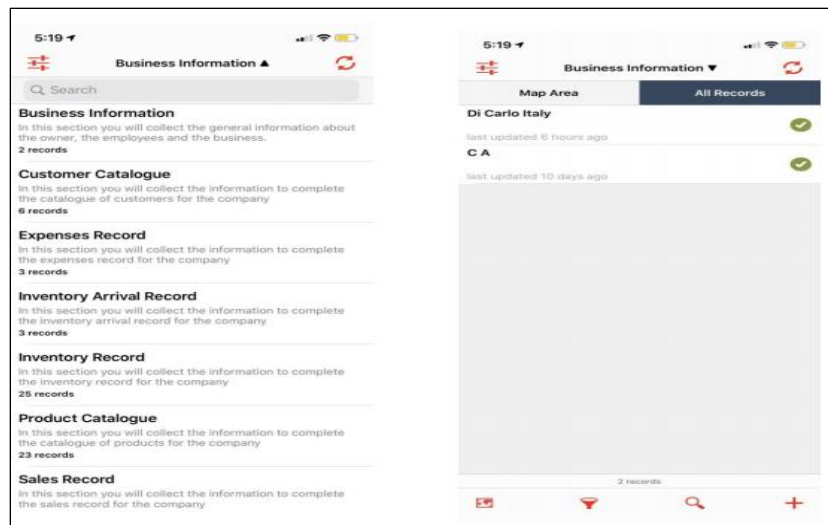 5:19
Business Information ▲
Search
Business Information
In this section you will collect the general information about
the owner, the employees and the business.
2 records
Customer Catalogue
In this section you will collect the information to complete
the catalogue of customers for the company
6 records
Expenses Record
In this section you will collect the information to complete
the expenses record for the company
3 records
Inventory Arrival Record
In this section you will collect the information to complete
the inventory arrival record for the company
3 records
Inventory Record
In this section you will collect the information to complete
the inventory record for the company
25 records
Product Catalogue
In this section you will collect the information to complete
the catalogue of products for the company
23 records
Sales Record
In this section you will collect the information to complete
the sales record for the company
5:19
Business Information ▼
Map Area
All Records
Di Carlo Italy
last updated 6 hours ago
C A
last updated 10 days ago
2 records